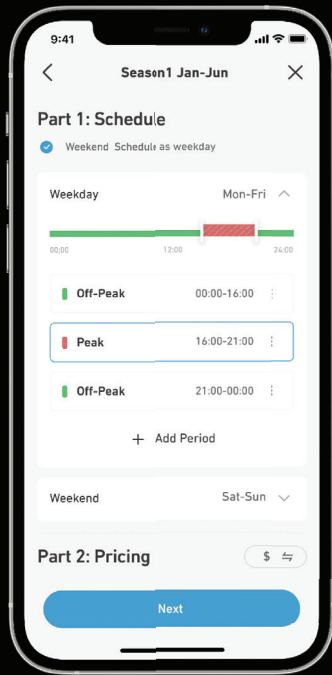 9:41
Season1 Jan-Jun
Part 1: Schedule
Weekend Schedule as weekday
Weekday Mon-Fri
00:00 12:00 24:00
Off-Peak 00:00-16:00
Peak 16:00-21:00
Off-Peak 21:00-00:00
+ Add Period
Weekend Sat-Sun
Part 2: Pricing $
Next